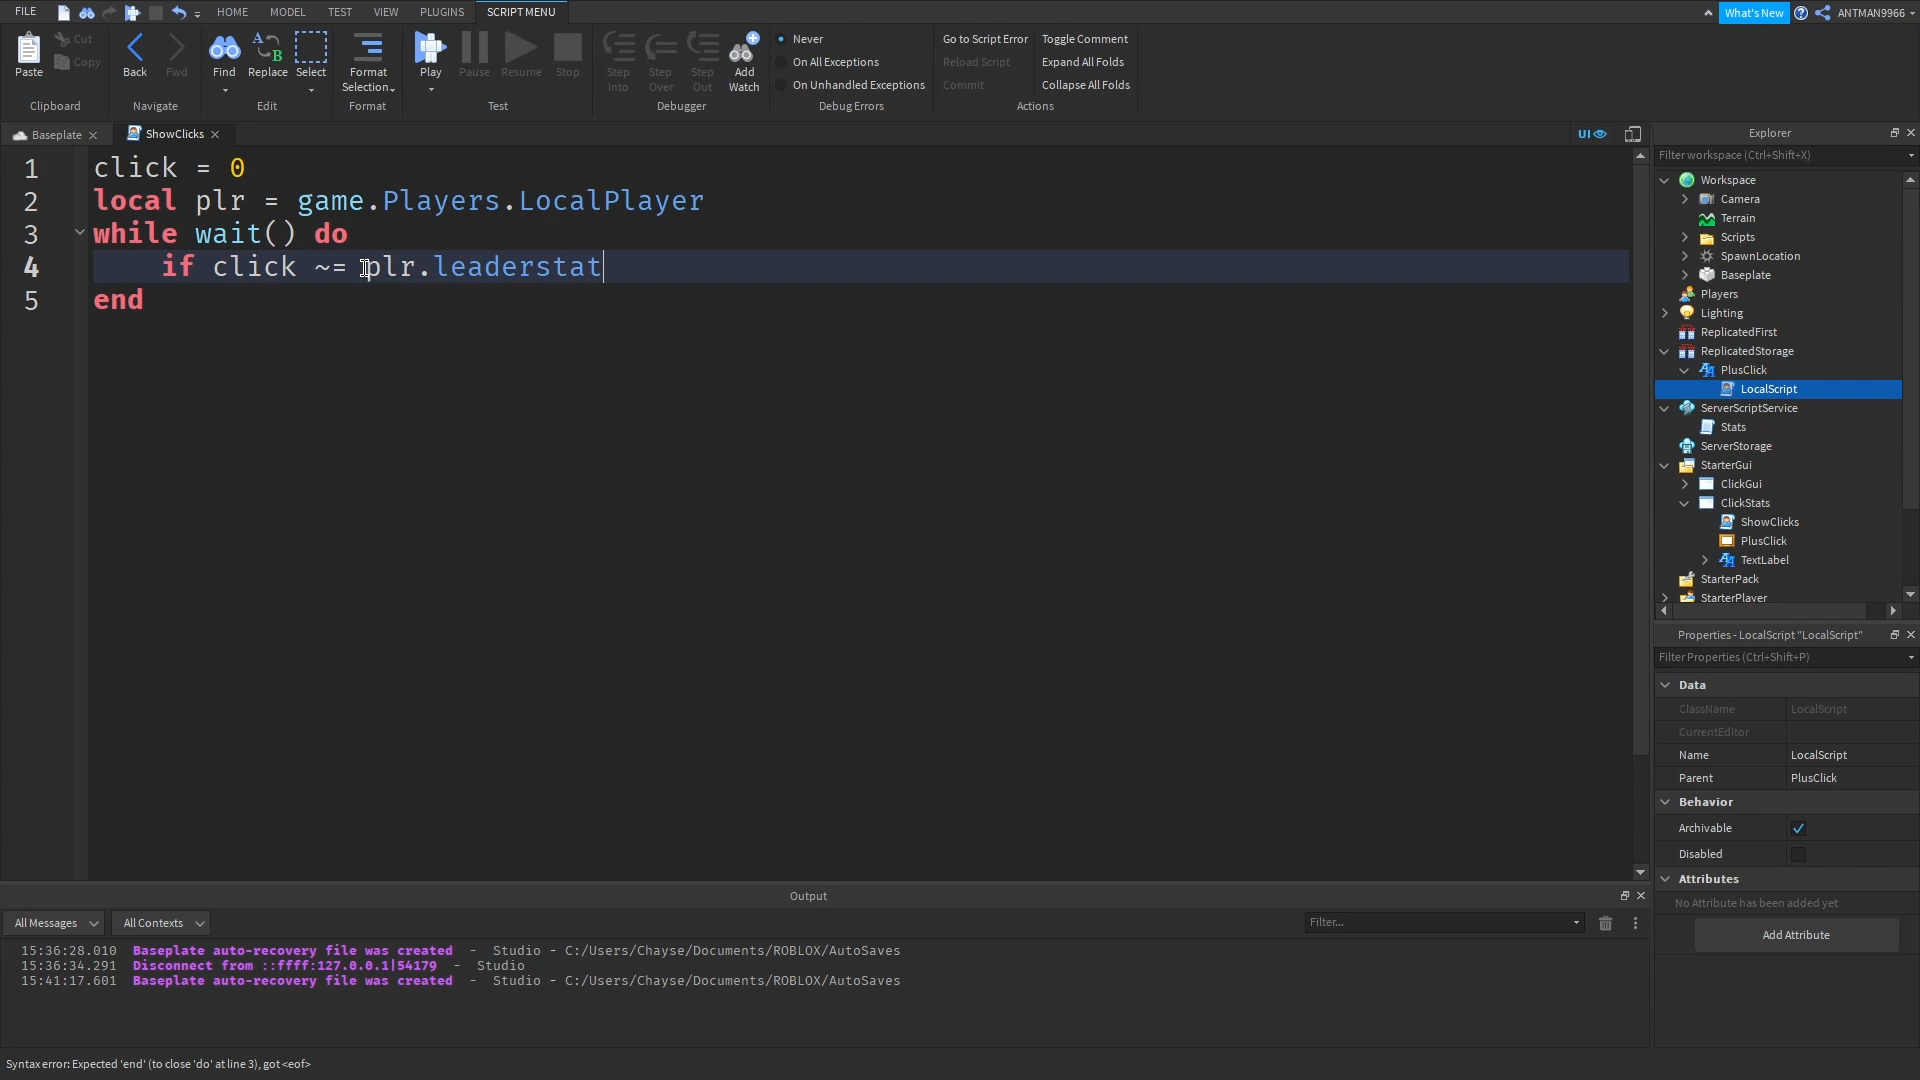 FILE HOME MODEL TEST VIEW PLUGINS SCRIPT MENU What's New ANTMAN9966
Paste Cut Copy Clipboard
Back Fwd Navigate
Find Replace Select Edit
Format Selection Format
Play Pause Resume Stop Test
Step Into Step Over Step Out Add Watch Debugger
Never
On All Exceptions
On Unhandled Exceptions
Debug Errors
Go to Script Error Toggle Comment
Reload Script Expand All Folds
Commit Collapse All Folds
Actions
Baseplate ShowClicks UI
1 click = 0
2 local plr = game.Players.LocalPlayer
3 while wait() do
4 if click ~= plr.leaderstat
5 end
Explorer
Filter workspace (Ctrl+Shift+X)
Workspace
Camera
Terrain
Scripts
SpawnLocation
Baseplate
Players
Lighting
ReplicatedFirst
ReplicatedStorage
PlusClick
LocalScript
ServerScriptService
Stats
ServerStorage
StarterGui
ClickGui
ClickStats
ShowClicks
PlusClick
TextLabel
StarterPack
StarterPlayer
Properties - LocalScript "LocalScript"
Filter Properties (Ctrl+Shift+P)
Data
ClassName LocalScript
CurrentEditor
Name LocalScript
Parent PlusClick
Behavior
Archivable
Disabled
Attributes
No Attribute has been added yet
Add Attribute
Output
All Messages All Contexts Filter...
15:36:28.010 Baseplate auto-recovery file was created - Studio - C:/Users/Chayse/Documents/ROBLOX/AutoSaves
15:36:34.291 Disconnect from ::ffff:127.0.0.1|54179 - Studio
15:41:17.601 Baseplate auto-recovery file was created - Studio - C:/Users/Chayse/Documents/ROBLOX/AutoSaves
Syntax error: Expected 'end' (to close 'do' at line 3), got <eof>